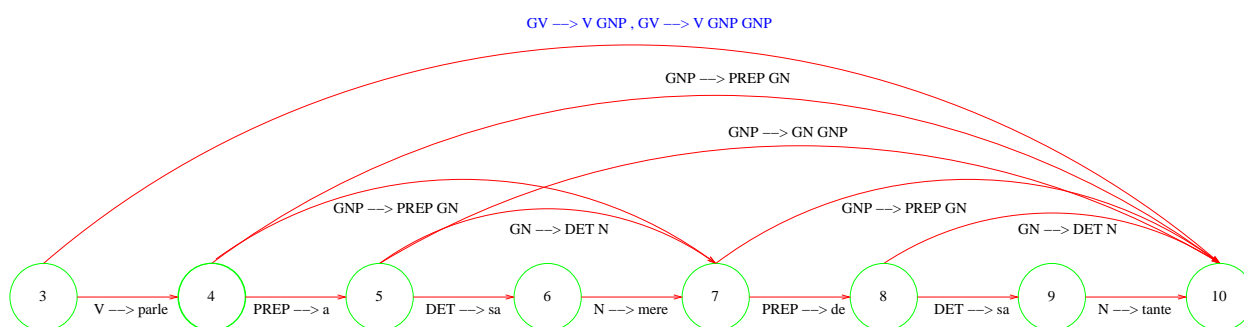 GV −−> V GNP , GV −−> V GNP GNP
GNP −−> PREP GN
GNP −−> GN GNP
GNP −−> PREP GN
GNP −−> PREP GN
GN −−> DET N
GN −−> DET N
3
4
5
6
7
8
9
10
V −−> parle
PREP −−> a
DET −−> sa
N −−> mere
PREP −−> de
DET −−> sa
N −−> tante